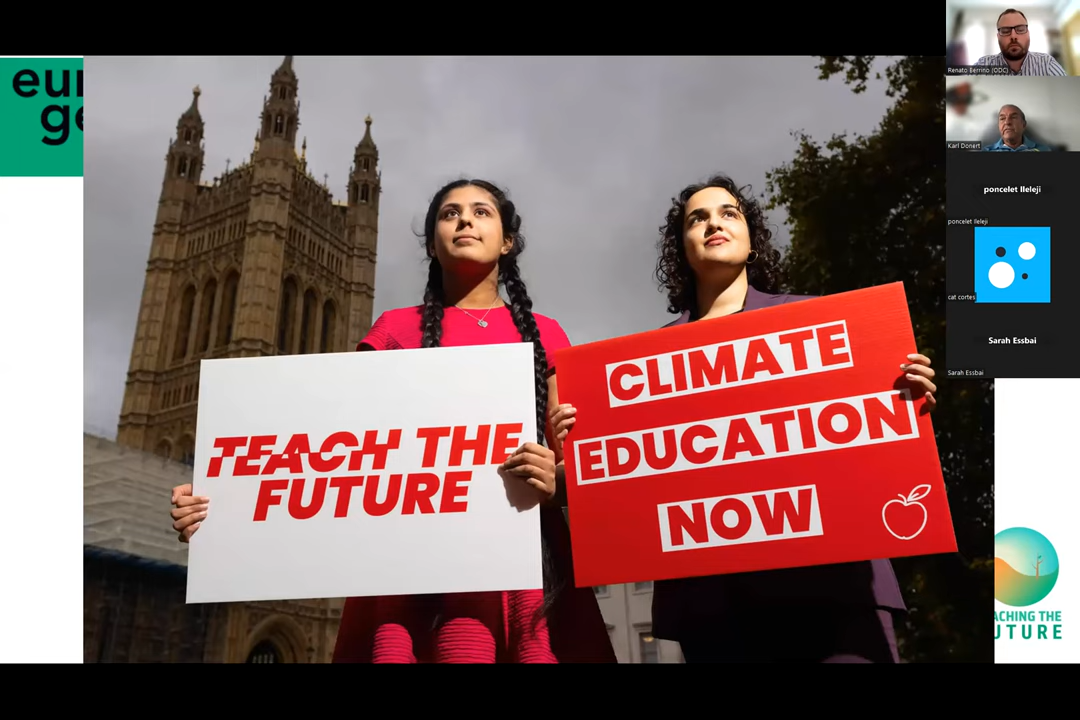 eur
ge
TEACH THE
FUTURE
CLIMATE
EDUCATION
NOW
ACHING THE
UTURE
Renato Berrino (ODC)
Karl Donert
poncelet Ileleji
poncelet Ileleji
cat cortes
Sarah Essbai
Sarah Essbai